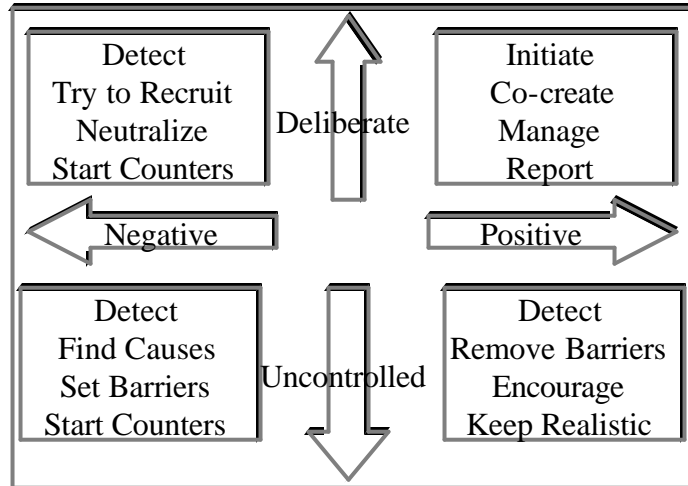 Detect
Try to Recruit
Neutralize
Start Counters
Deliberate
Initiate
Co-create
Manage
Report
Negative
Positive
Detect
Find Causes
Set Barriers
Start Counters
Uncontrolled
Detect
Remove Barriers
Encourage
Keep Realistic